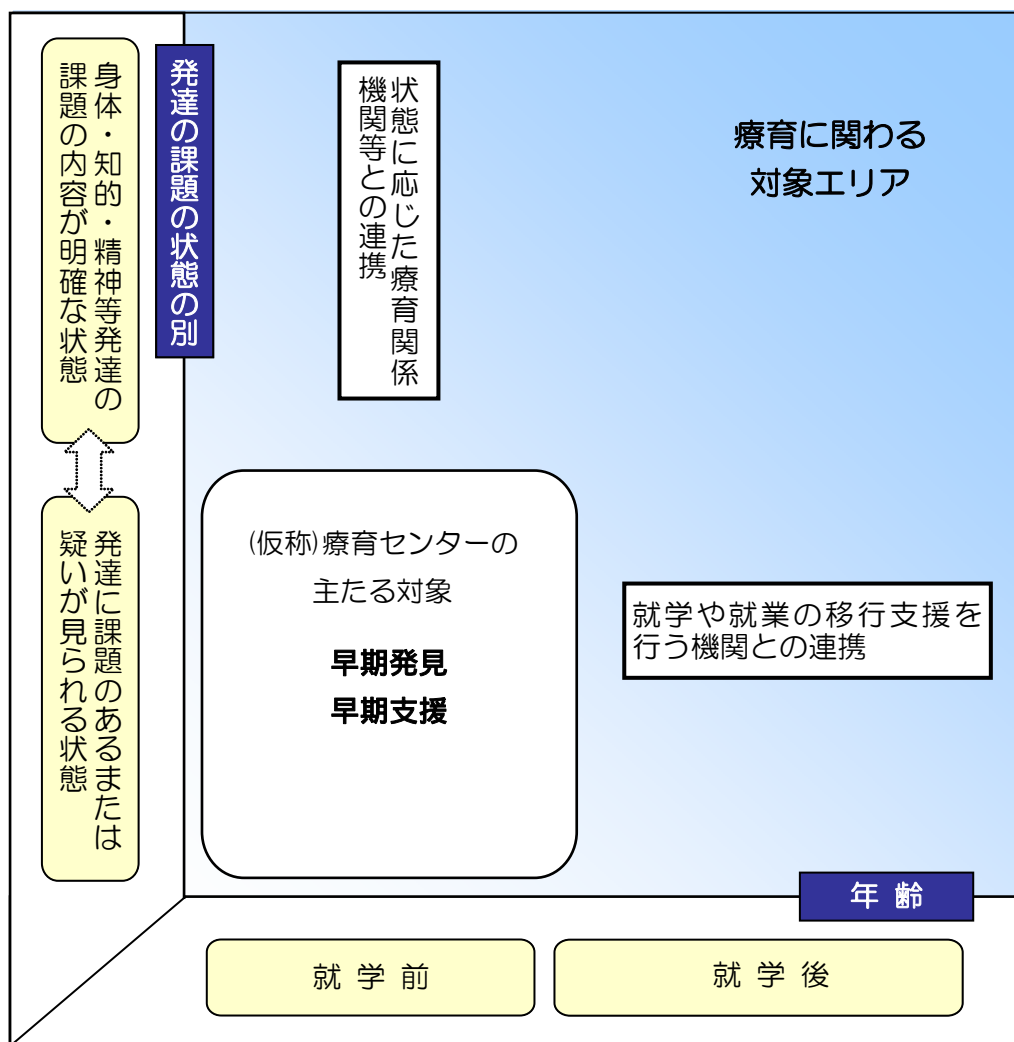 身体・知的・精神等発達の
課題の内容が明確な状態
発達の課題の状態の別
状態に応じた療育関係
機関等との連携
療育に関わる
対象エリア
発達に課題のあるまたは
疑いが見られる状態
(仮称)療育センターの
主たる対象
早期発見
早期支援
就学や就業の移行支援を
行う機関との連携
年齢
就学前
就学後